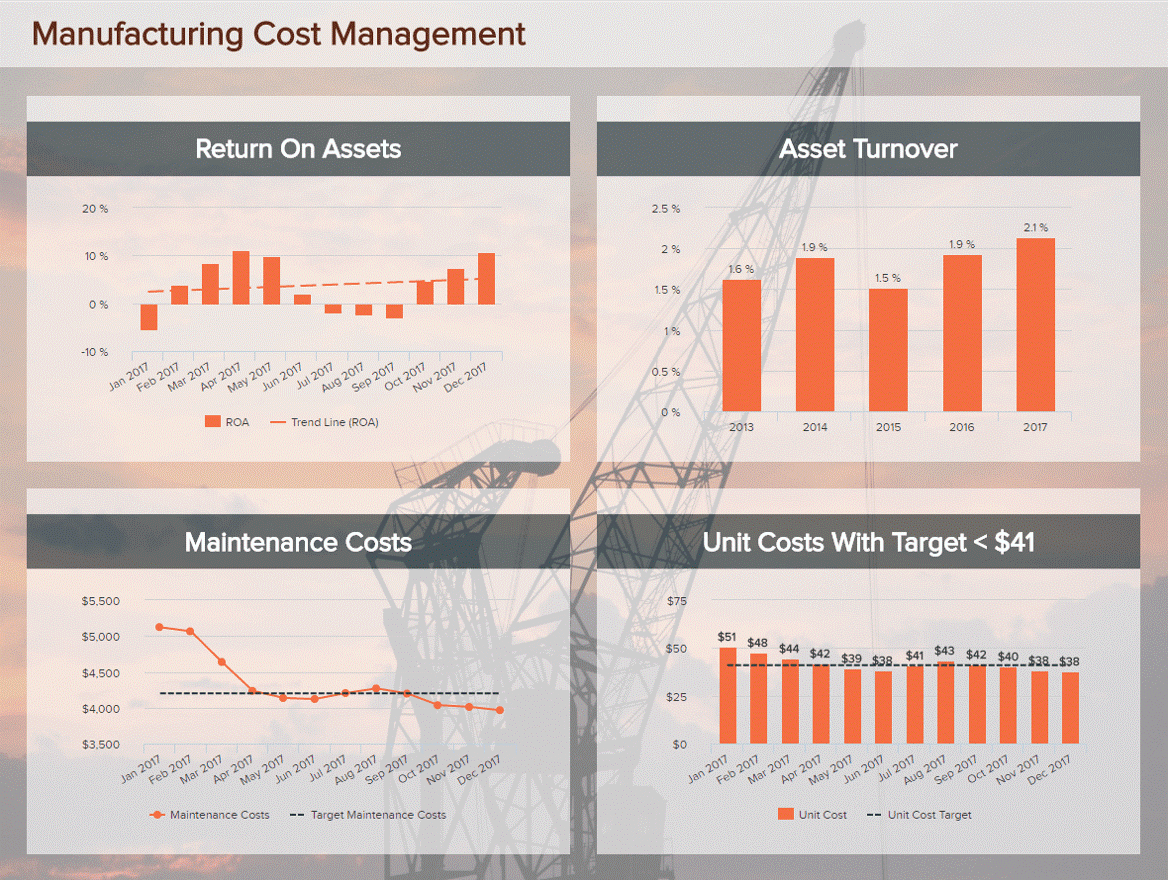 Manufacturing Cost Management
Return On Assets
20 %
10 %
0 %
-10 %
Jan 2017 Feb 2017 Mar 2017 Apr 2017 May 2017 Jun 2017 Jul 2017 Aug 2017 Sep 2017 Oct 2017 Nov 2017 Dec 2017
ROA Trend Line (ROA)
Asset Turnover
2.5 %
2 %
1.5 %
1 %
0.5 %
0 %
1.6 % 1.9 % 1.5 % 1.9 % 2.1 %
2013 2014 2015 2016 2017
Maintenance Costs
$5,500
$5,000
$4,500
$4,000
$3,500
Jan 2017 Feb 2017 Mar 2017 Apr 2017 May 2017 Jun 2017 Jul 2017 Aug 2017 Sep 2017 Oct 2017 Nov 2017 Dec 2017
Maintenance Costs Target Maintenance Costs
Unit Costs With Target < $41
$75
$50
$25
$0
$51 $48 $44 $42 $39 $38 $41 $43 $42 $40 $38 $38
Jan 2017 Feb 2017 Mar 2017 Apr 2017 May 2017 Jun 2017 Jul 2017 Aug 2017 Sep 2017 Oct 2017 Nov 2017 Dec 2017
Unit Cost Unit Cost Target